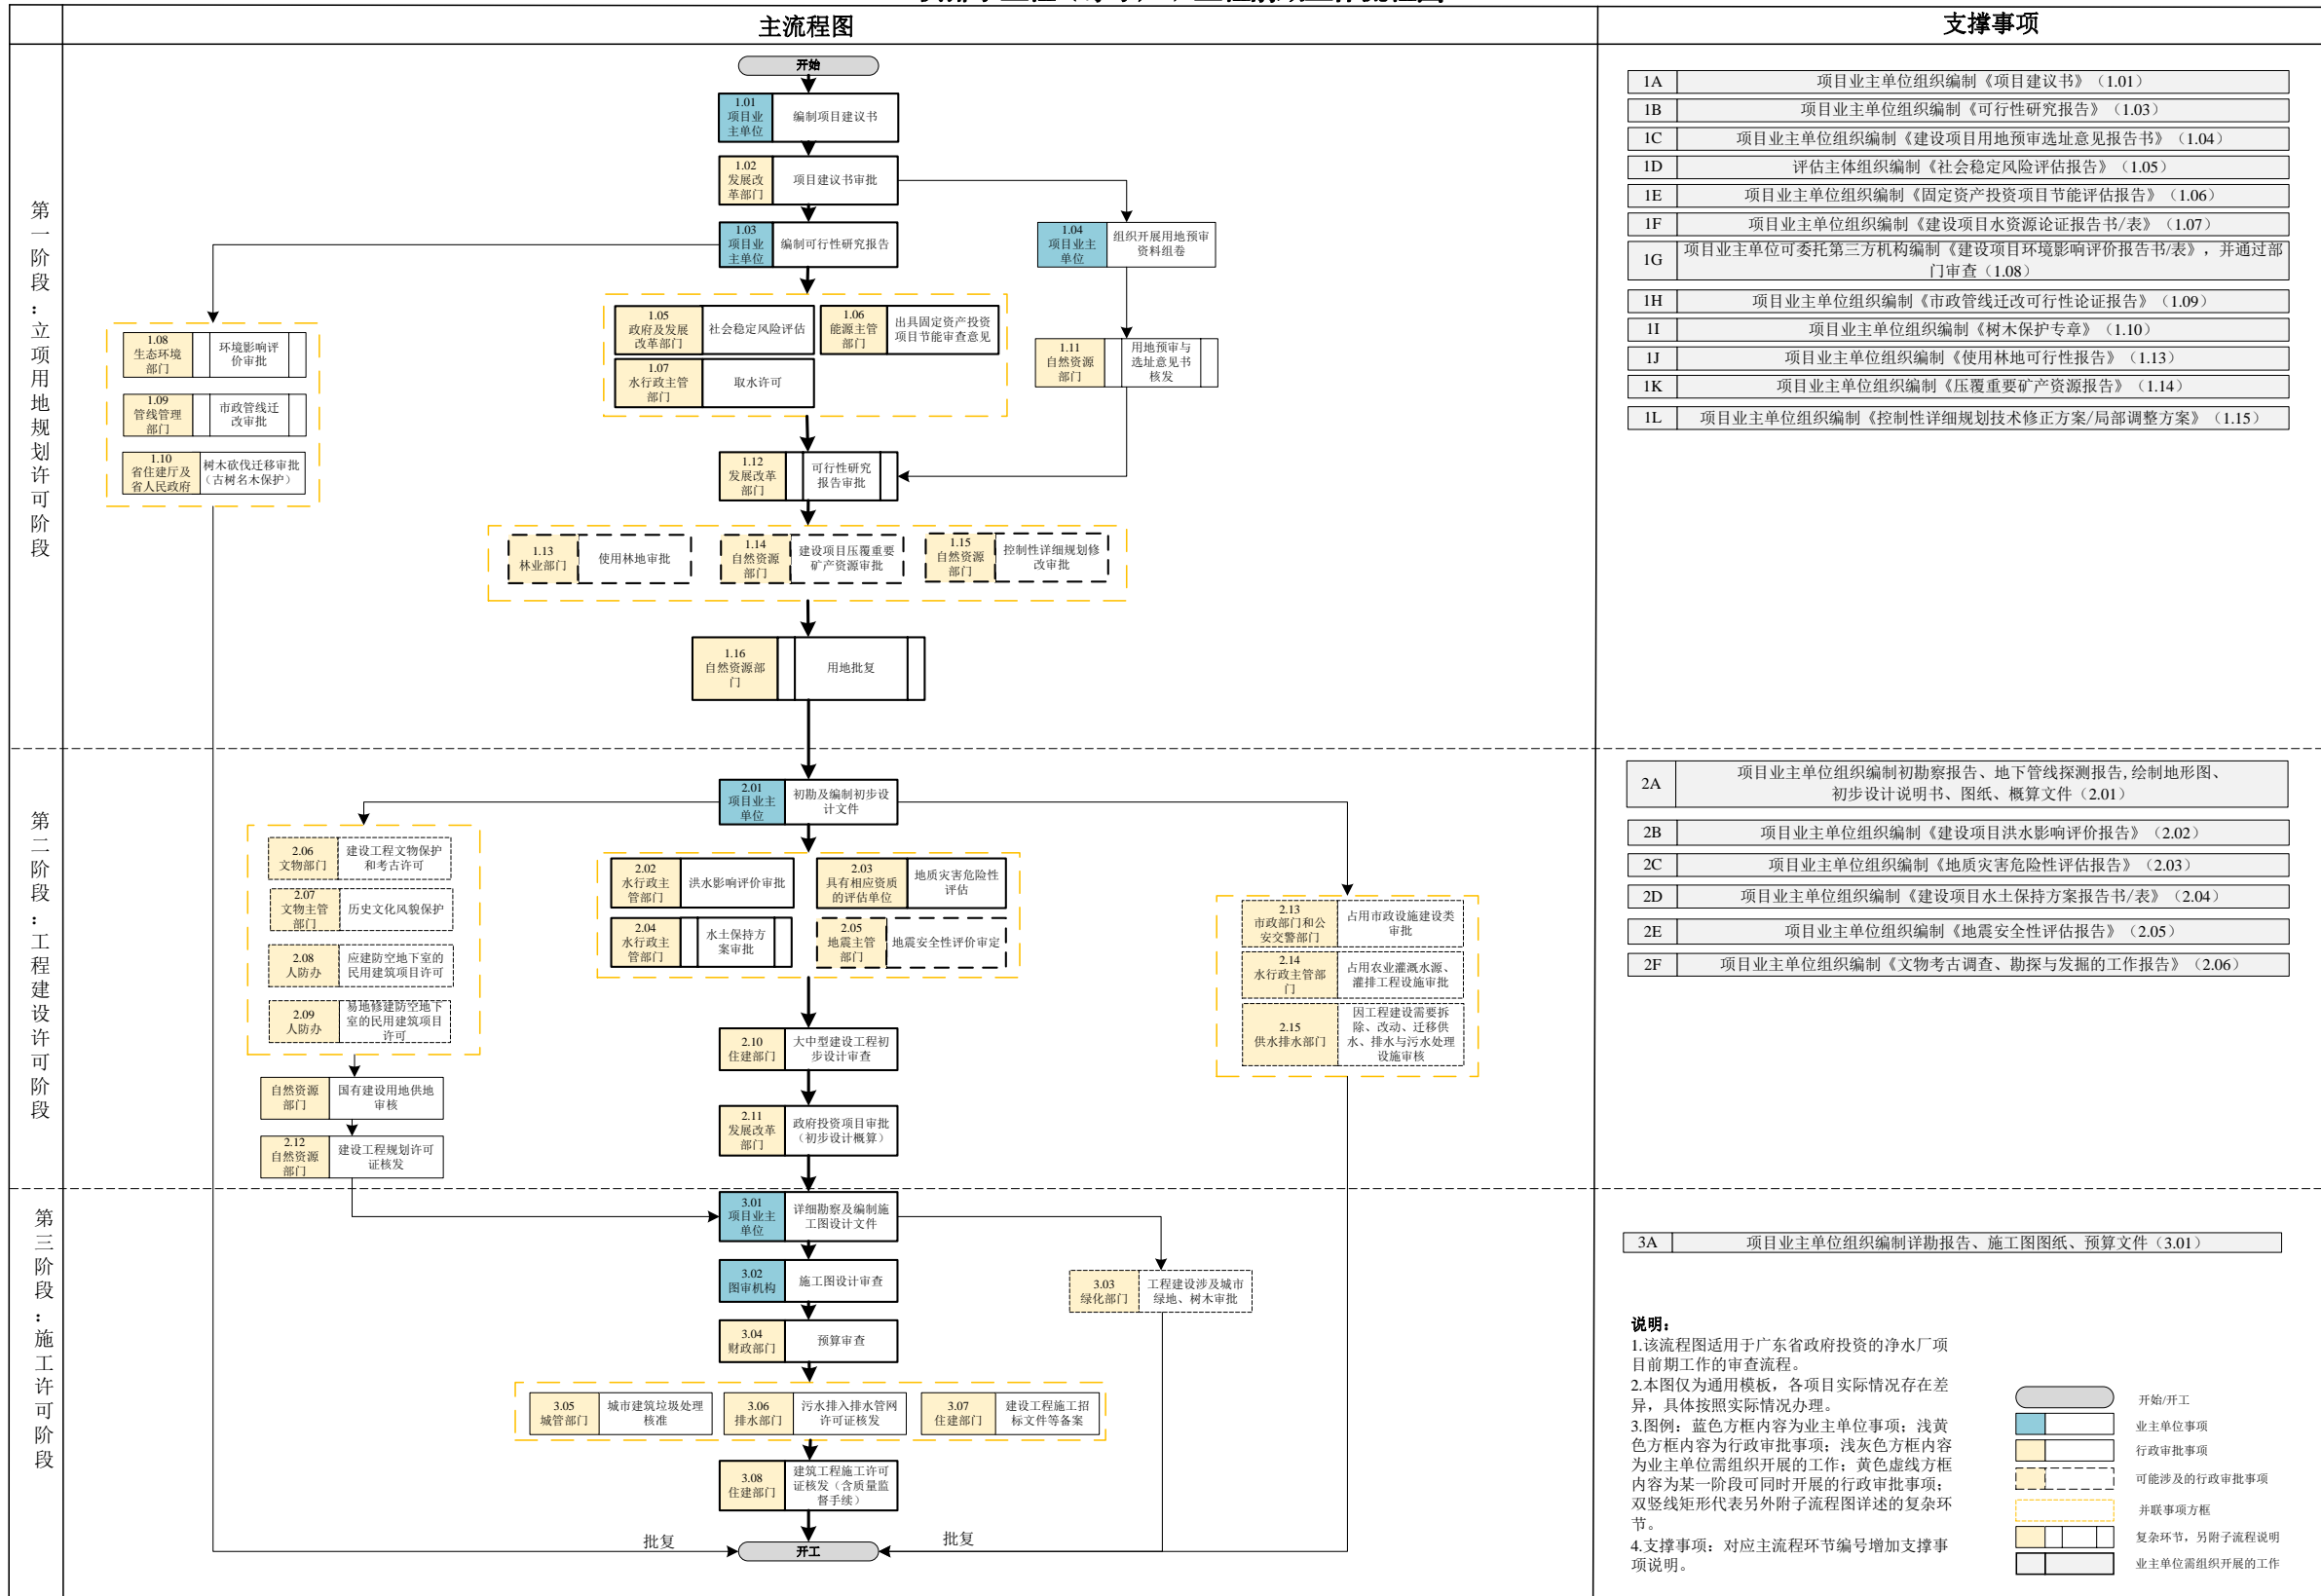 主流程图
支撑事项
第一阶段：立项用地规划许可阶段
开始
1.01
项目业
主单位
编制项目建议书
1.02
发展改
革部门
项目建议书审批
1.03
项目业
主单位
编制可行性研究报告
1.04
项目业主
单位
组织开展用地预审
资料组卷
1.05
政府及发展
改革部门
社会稳定风险评估
1.06
能源主管
部门
出具固定资产投资
项目节能审查意见
1.07
水行政主管
部门
取水许可
1.08
生态环境
部门
环境影响评
价审批
1.09
管线管理
部门
市政管线迁
改审批
1.10
省住建厅及
省人民政府
树木砍伐迁移审批
（古树名木保护）
1.11
自然资源
部门
用地预审与
选址意见书
核发
1.12
发展改革
部门
可行性研究
报告审批
1.13
林业部门
使用林地审批
1.14
自然资源
部门
建设项目压覆重要
矿产资源审批
1.15
自然资源
部门
控制性详细规划修
改审批
1.16
自然资源部
门
用地批复
1A
项目业主单位组织编制《项目建议书》（1.01）
1B
项目业主单位组织编制《可行性研究报告》（1.03）
1C
项目业主单位组织编制《建设项目用地预审选址意见报告书》（1.04）
1D
评估主体组织编制《社会稳定风险评估报告》（1.05）
1E
项目业主单位组织编制《固定资产投资项目节能评估报告》（1.06）
1F
项目业主单位组织编制《建设项目水资源论证报告书/表》（1.07）
1G
项目业主单位可委托第三方机构编制《建设项目环境影响评价报告书/表》，并通过部
门审查（1.08）
1H
项目业主单位组织编制《市政管线迁改可行性论证报告》（1.09）
1I
项目业主单位组织编制《树木保护专章》（1.10）
1J
项目业主单位组织编制《使用林地可行性报告》（1.13）
1K
项目业主单位组织编制《压覆重要矿产资源报告》（1.14）
1L
项目业主单位组织编制《控制性详细规划技术修正方案/局部调整方案》（1.15）
第二阶段：工程建设许可阶段
2.01
项目业主
单位
初勘及编制初步设
计文件
2.02
水行政主
管部门
洪水影响评价审批
2.03
具有相应资质
的评估单位
地质灾害危险性
评估
2.04
水行政主
管部门
水土保持方
案审批
2.05
地震主管
部门
地震安全性评价审定
2.06
文物部门
建设工程文物保护
和考古许可
2.07
文物主管
部门
历史文化风貌保护
2.08
人防办
应建防空地下室的
民用建筑项目许可
2.09
人防办
易地修建防空地下
室的民用建筑项目
许可
自然资源
部门
国有建设用地供地
审核
2.12
自然资源
部门
建设工程规划许可
证核发
2.10
住建部门
大中型建设工程初
步设计审查
2.11
发展改革
部门
政府投资项目审批
（初步设计概算）
2.13
市政部门和公
安交警部门
占用市政设施建设类
审批
2.14
水行政主管部
门
占用农业灌溉水源、
灌排工程设施审批
2.15
供水排水部门
因工程建设需要拆
除、改动、迁移供
水、排水与污水处理
设施审核
2A
项目业主单位组织编制初勘察报告、地下管线探测报告,绘制地形图、
初步设计说明书、图纸、概算文件（2.01）
2B
项目业主单位组织编制《建设项目洪水影响评价报告》（2.02）
2C
项目业主单位组织编制《地质灾害危险性评估报告》（2.03）
2D
项目业主单位组织编制《建设项目水土保持方案报告书/表》（2.04）
2E
项目业主单位组织编制《地震安全性评估报告》（2.05）
2F
项目业主单位组织编制《文物考古调查、勘探与发掘的工作报告》（2.06）
第三阶段：施工许可阶段
3.01
项目业主
单位
详细勘察及编制施
工图设计文件
3.02
图审机构
施工图设计审查
3.03
绿化部门
工程建设涉及城市
绿地、树木审批
3.04
财政部门
预算审查
3.05
城管部门
城市建筑垃圾处理
核准
3.06
排水部门
污水排入排水管网
许可证核发
3.07
住建部门
建设工程施工招
标文件等备案
3.08
住建部门
建筑工程施工许可
证核发（含质量监
督手续）
批复
批复
开工
3A
项目业主单位组织编制详勘报告、施工图图纸、预算文件（3.01）
说明：
1.该流程图适用于广东省政府投资的净水厂项
目前期工作的审查流程。
2.本图仅为通用模板，各项目实际情况存在差
异，具体按照实际情况办理。
3.图例：蓝色方框内容为业主单位事项；浅黄
色方框内容为行政审批事项；浅灰色方框内容
为业主单位需组织开展的工作；黄色虚线方框
内容为某一阶段可同时开展的行政审批事项；
双竖线矩形代表另外附子流程图详述的复杂环
节。
4.支撑事项：对应主流程环节编号增加支撑事
项说明。
开始/开工
业主单位事项
行政审批事项
可能涉及的行政审批事项
并联事项方框
复杂环节，另附子流程说明
业主单位需组织开展的工作